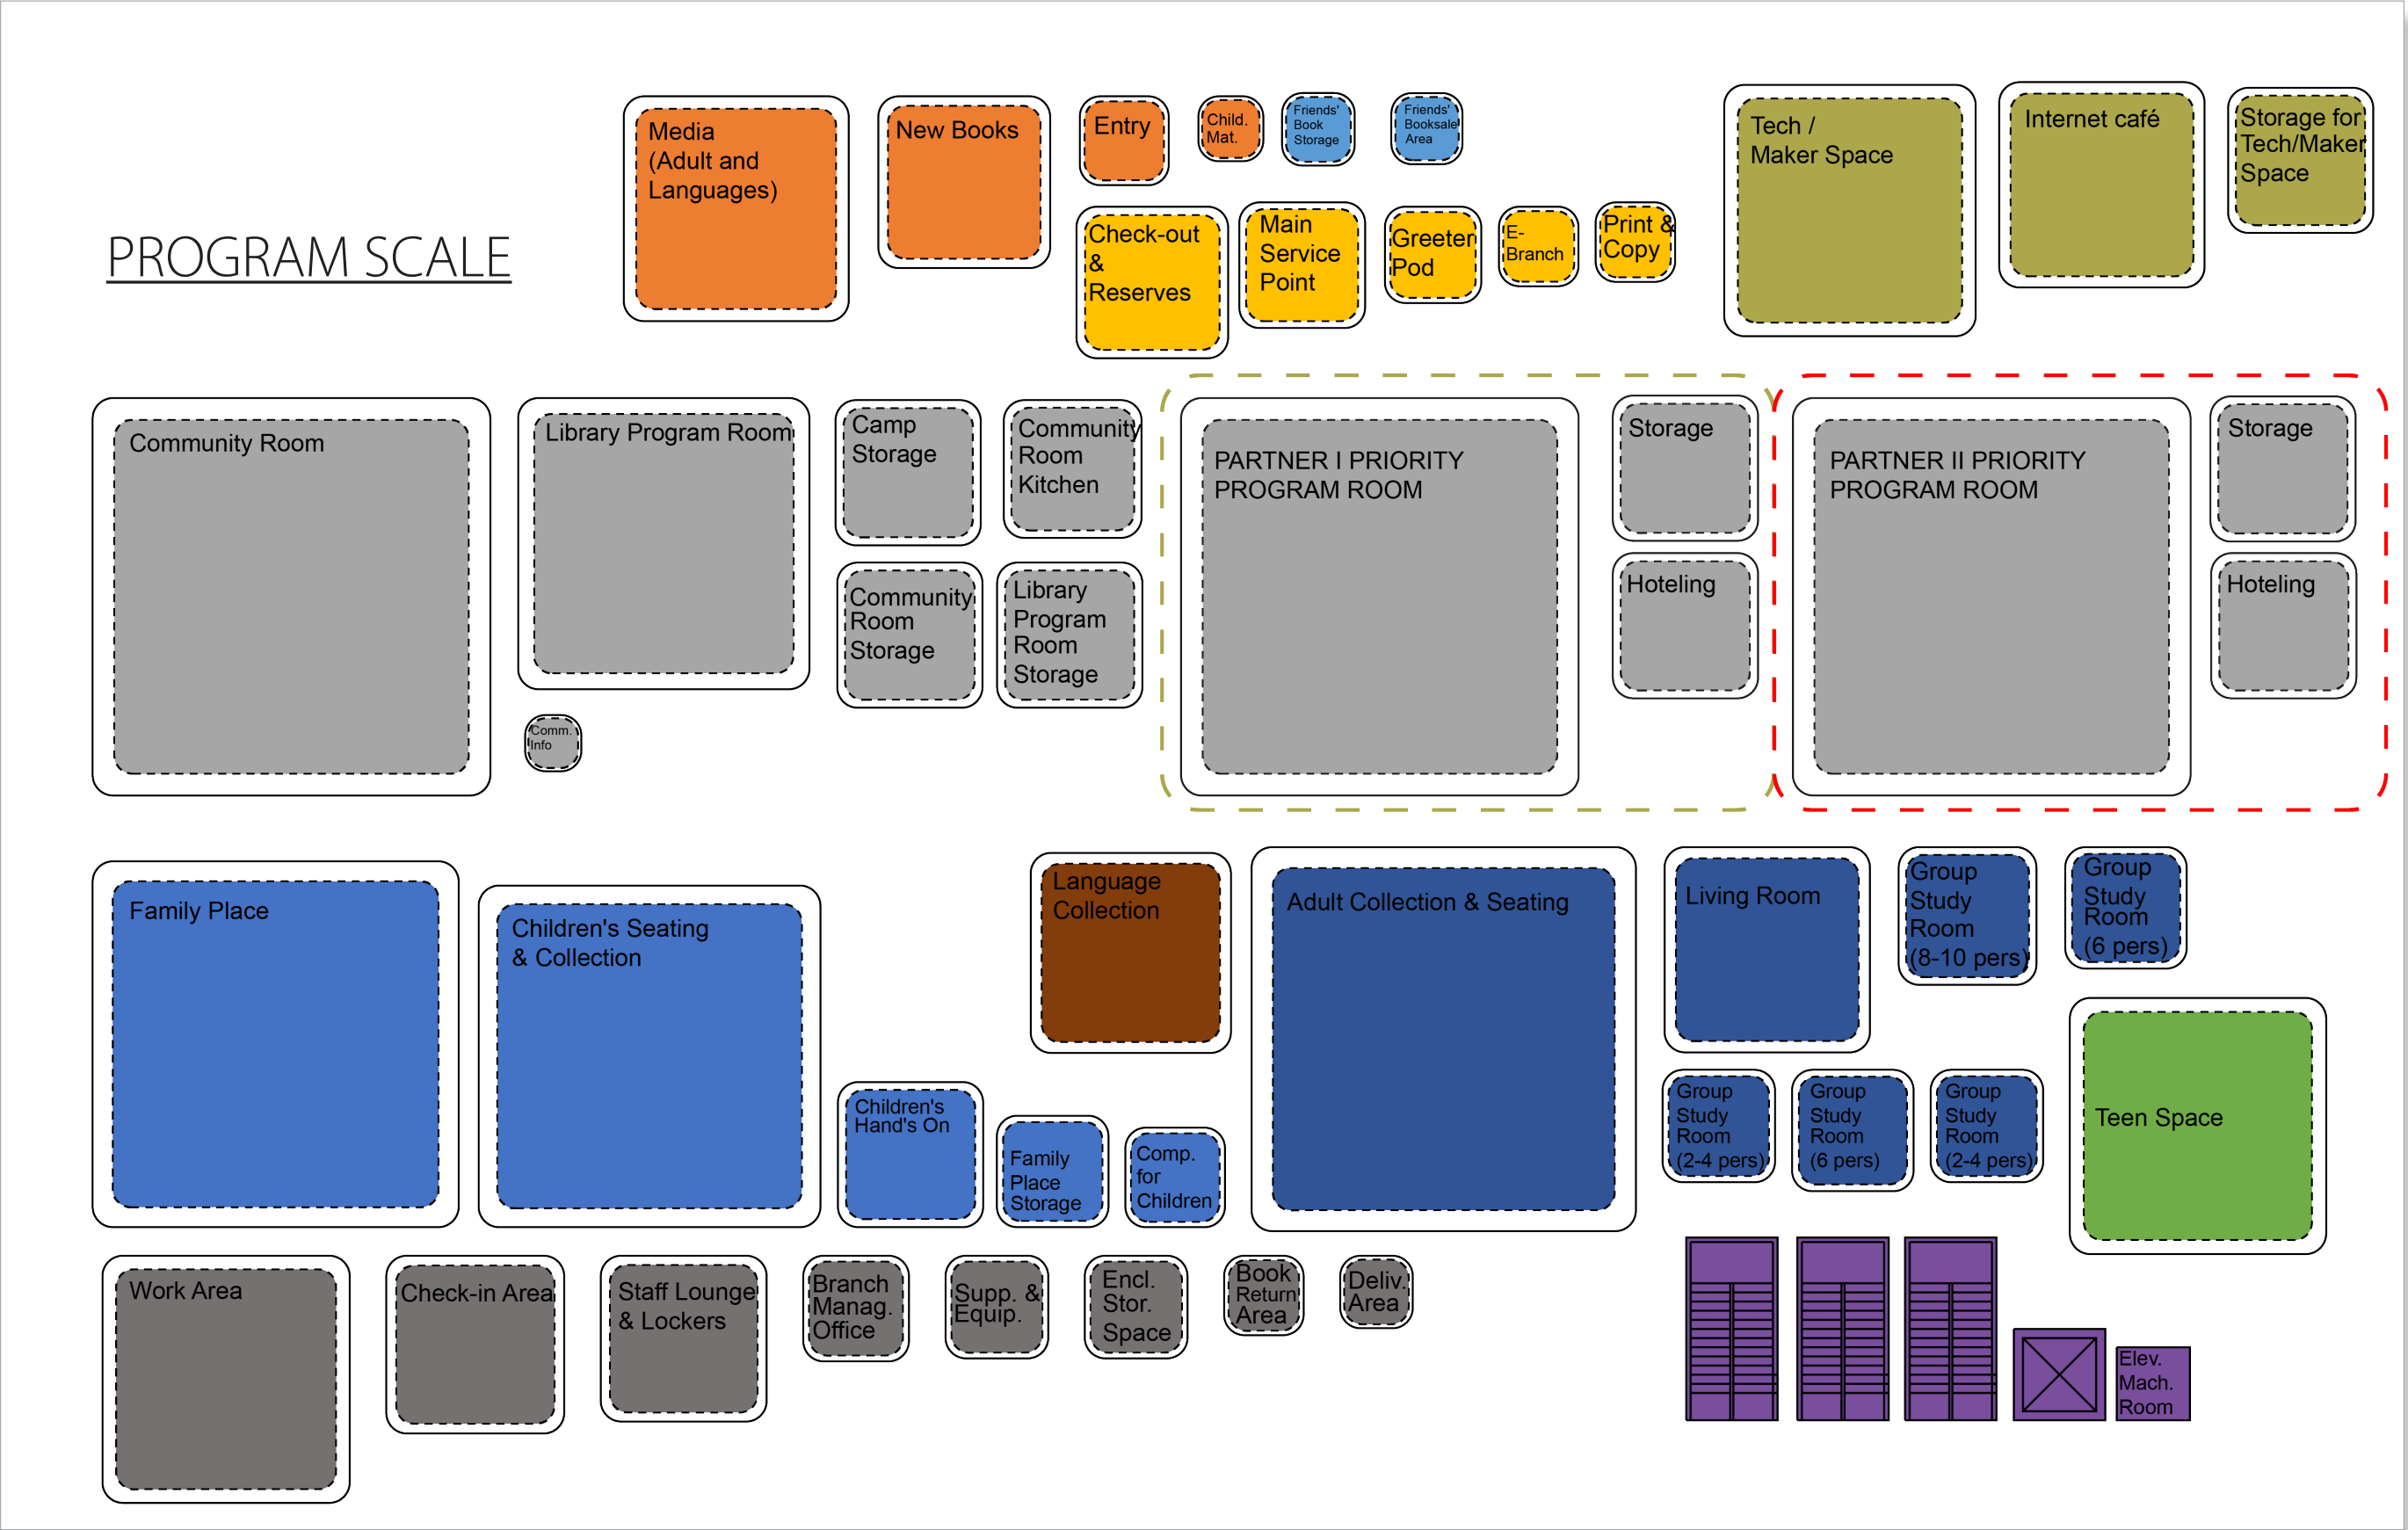 PROGRAM SCALE
Media
(Adult and
Languages)
New Books
Entry
Child.
Mat.
Friends'
Book
Storage
Friends'
Booksale
Area
Check-out
&
Reserves
Main
Service
Point
Greeter
Pod
E-
Branch
Print &
Copy
Tech /
Maker Space
Internet café
Storage for
Tech/Maker
Space
Community Room
Library Program Room
Camp
Storage
Community
Room
Kitchen
Community
Room
Storage
Library
Program
Room
Storage
Comm.
Info
PARTNER I PRIORITY
PROGRAM ROOM
Storage
Hoteling
PARTNER II PRIORITY
PROGRAM ROOM
Storage
Hoteling
Family Place
Children's Seating
& Collection
Children's
Hand's On
Family
Place
Storage
Comp.
for
Children
Language
Collection
Adult Collection & Seating
Living Room
Group
Study
Room
(8-10 pers)
Group
Study
Room
(6 pers)
Group
Study
Room
(2-4 pers)
Group
Study
Room
(6 pers)
Group
Study
Room
(2-4 pers)
Teen Space
Work Area
Check-in Area
Staff Lounge
& Lockers
Branch
Manag.
Office
Supp. &
Equip.
Encl.
Stor.
Space
Book
Return
Area
Deliv.
Area
Elev.
Mach.
Room